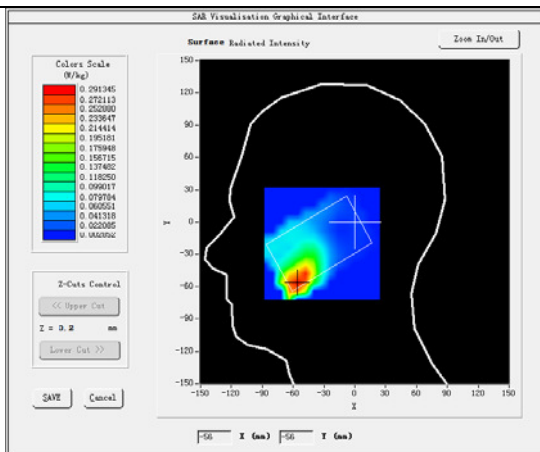 SAR Visualisation Graphical Interface
Surface Radiated Intensity
Zoom In/Out
Colors Scale
(W/kg)
0.291345
0.272113
0.252880
0.233647
0.214414
0.195181
0.175948
0.156715
0.137482
0.118250
0.099017
0.079784
0.060551
0.041318
0.022085
0.002852
150
120
90
60
30
0
-30
-60
-90
-120
-150
Y
-150 -120 -90 -60 -30 0 30 60 90 120 150
X
Z-Cuts Control
<< Upper Cut
Z = 3.2 mm
Lower Cut >>
SAVE Cancel
-56 X (mm) -56 Y (mm)